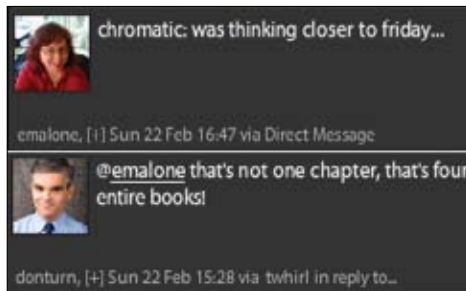 chromatic: was thinking closer to friday...
emalone, [+] Sun 22 Feb 16:47 via Direct Message
@emalone that's not one chapter, that's four
entire books!
donturn, [+] Sun 22 Feb 15:28 via twhirl in reply to...